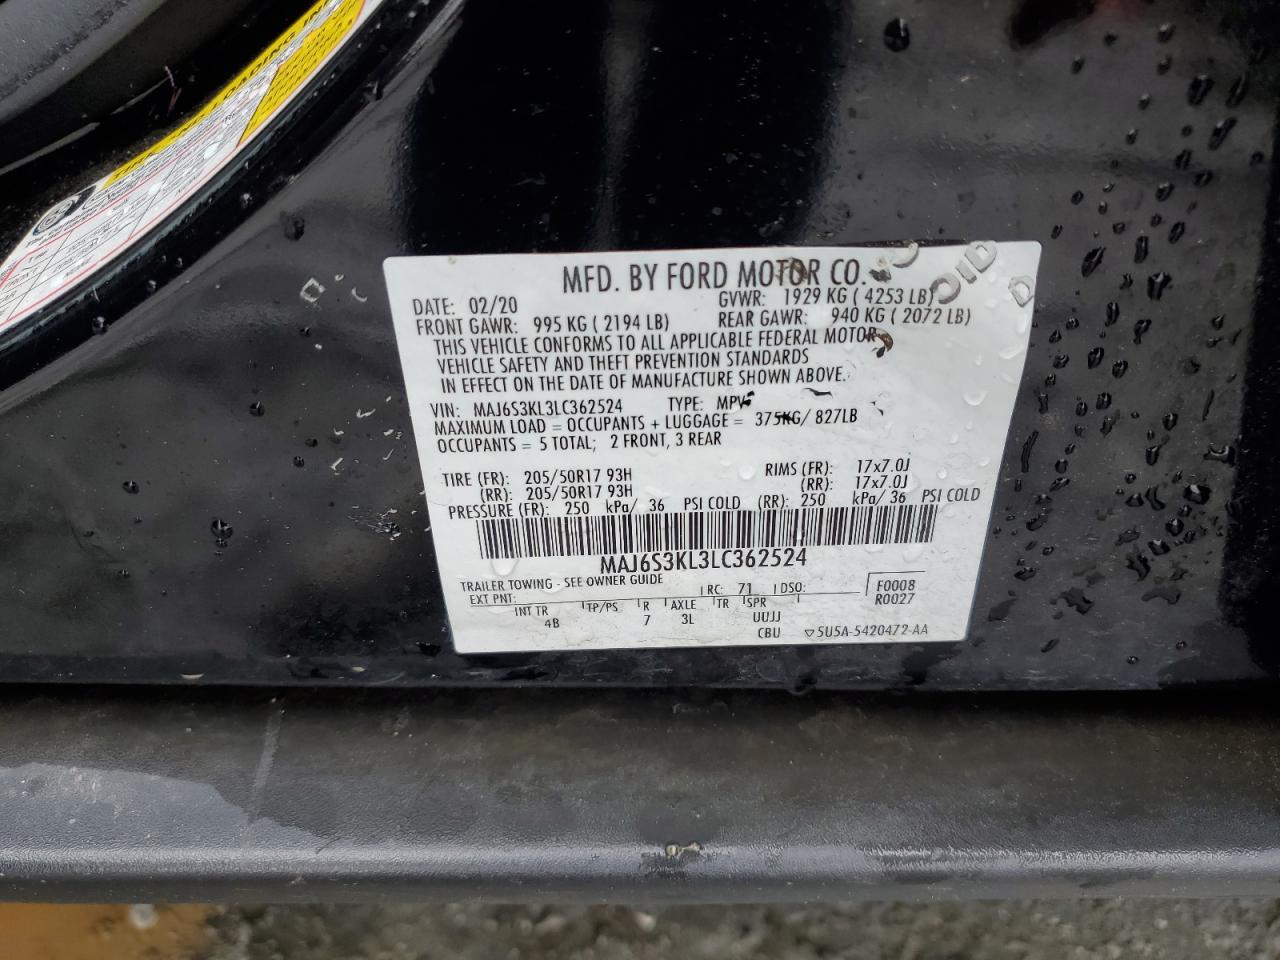 MFD. BY FORD MOTOR CO.
DATE: 02/20 GVWR: 1929 KG ( 4253 LB)
FRONT GAWR: 995 KG ( 2194 LB) REAR GAWR: 940 KG ( 2072 LB)
THIS VEHICLE CONFORMS TO ALL APPLICABLE FEDERAL MOTOR
VEHICLE SAFETY AND THEFT PREVENTION STANDARDS
IN EFFECT ON THE DATE OF MANUFACTURE SHOWN ABOVE.
VIN: MAJ6S3KL3LC362524 TYPE: MPV
MAXIMUM LOAD = OCCUPANTS + LUGGAGE = 375KG/ 827LB
OCCUPANTS = 5 TOTAL; 2 FRONT, 3 REAR
TIRE (FR): 205/50R17 93H RIMS (FR): 17x7.0J
(RR): 205/50R17 93H (RR): 17x7.0J
PRESSURE (FR): 250 kPa/ 36 PSI COLD (RR): 250 kPa/ 36 PSI COLD
MAJ6S3KL3LC362524
TRAILER TOWING - SEE OWNER GUIDE
EXT PNT: RC: 71 DSO: F0008
R0027
INT TR TP/PS R AXLE TR SPR
4B 7 3L UUJJ
CBU 5U5A-5420472-AA